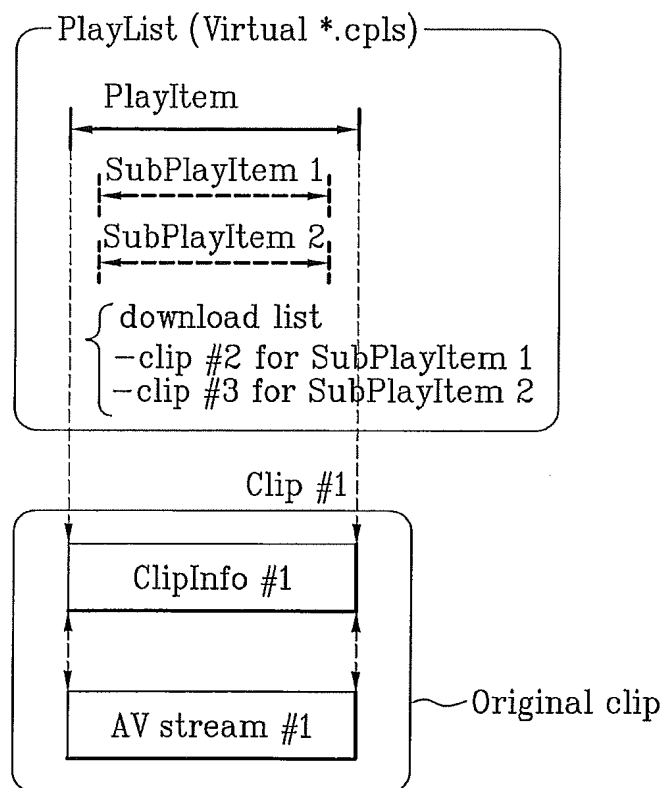 PlayList (Virtual *.cpls)
PlayItem
SubPlayItem 1
SubPlayItem 2
download list
-clip #2 for SubPlayItem 1
-clip #3 for SubPlayItem 2
Clip #1
ClipInfo #1
AV stream #1
Original clip